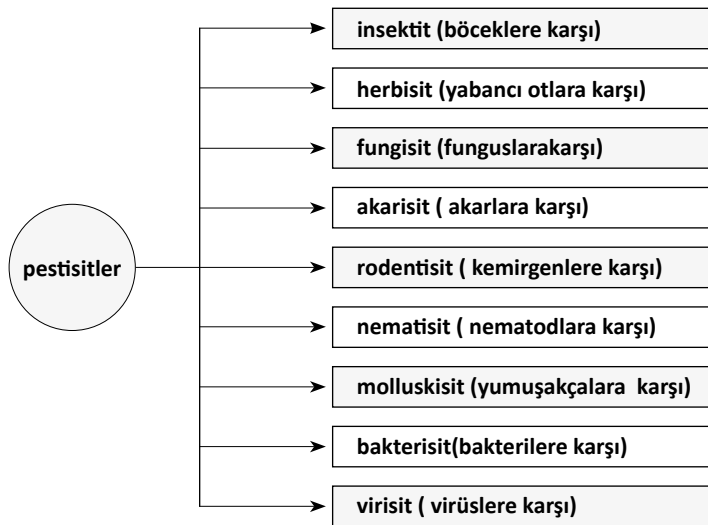 insektit (böceklere karşı)
herbisit (yabancı otlara karşı)
fungisit (funguslarakarşı)
akarisit ( akarlara karşı)
pestisitler
rodentisit ( kemirgenlere karşı)
nematisit ( nematodlara karşı)
molluskisit (yumuşakçalara karşı)
bakterisit(bakterilere karşı)
virisit ( virüslere karşı)